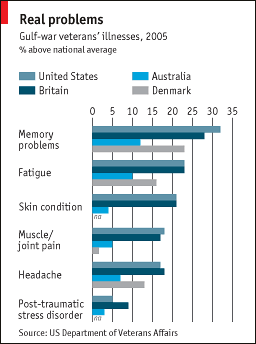 Real problems
Gulf-war veterans' illnesses, 2005
% above national average
United States
Australia
Britain
Denmark
0 5 10 15 20 25 30 35
Memory
problems
Fatigue
Skin condition
na
Muscle/
joint pain
Headache
Post-traumatic
stress disorder
na
Source: US Department of Veterans Affairs